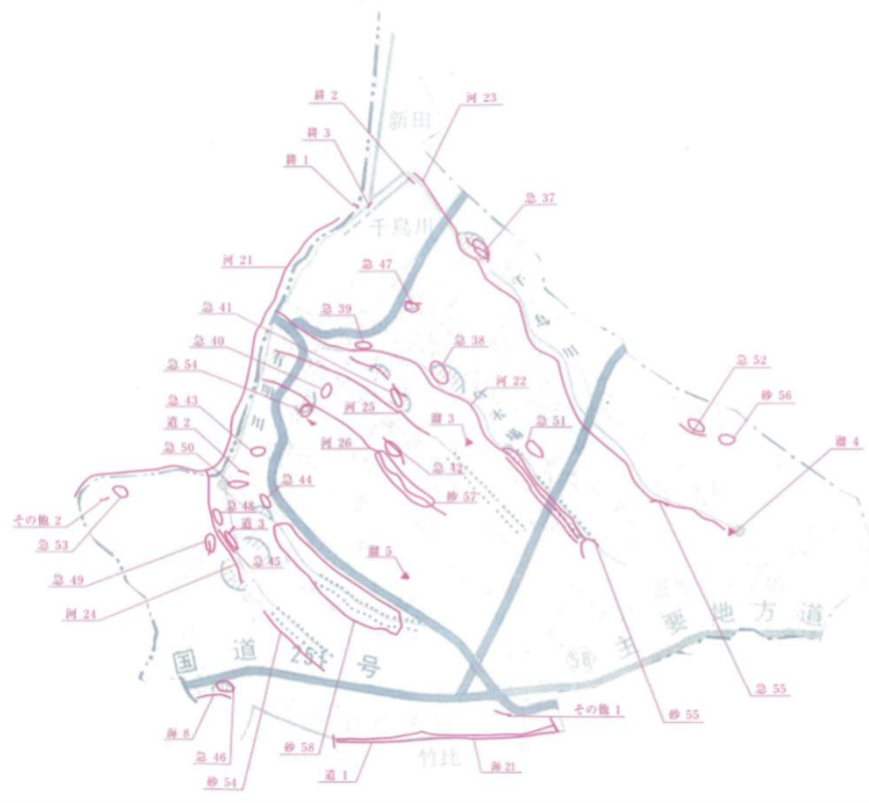 耕 2
河 23
新田
耕 3
耕 1
急 37
千鳥川
河 21
急 47
急 41
急 39
急 40
急 38
急 54
河 22
急 52
砂 56
河 25
溜 3
急 51
急 43
道 2
急 50
河 26
急 42
溜 4
急 44
砂 57
その他 2
急 48
道 3
急 53
急 45
溜 5
急 49
河 24
主要地方道
国道 251 号
急 55
その他 1
砂 55
海 8
急 46
砂 58
砂 54
道 1
竹比
海 21